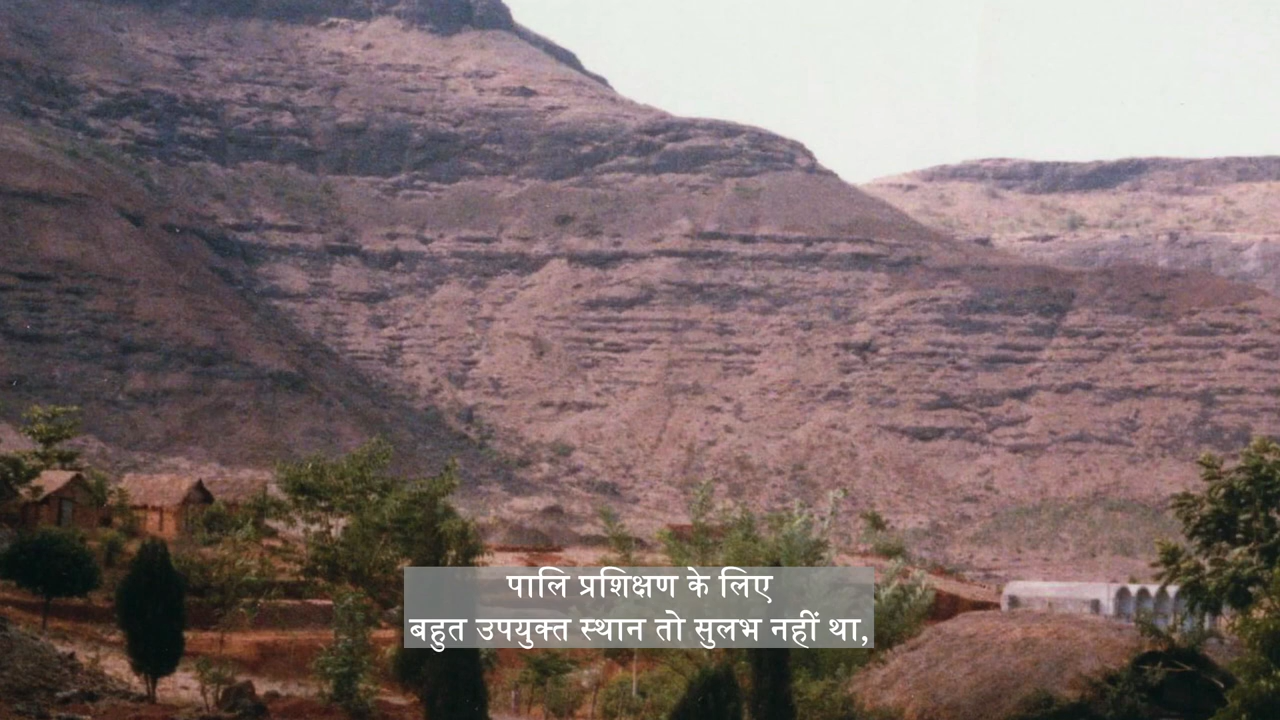 पालि प्रशिक्षण के लिए
बहुत उपयुक्त स्थान तो सुलभ नहीं था,